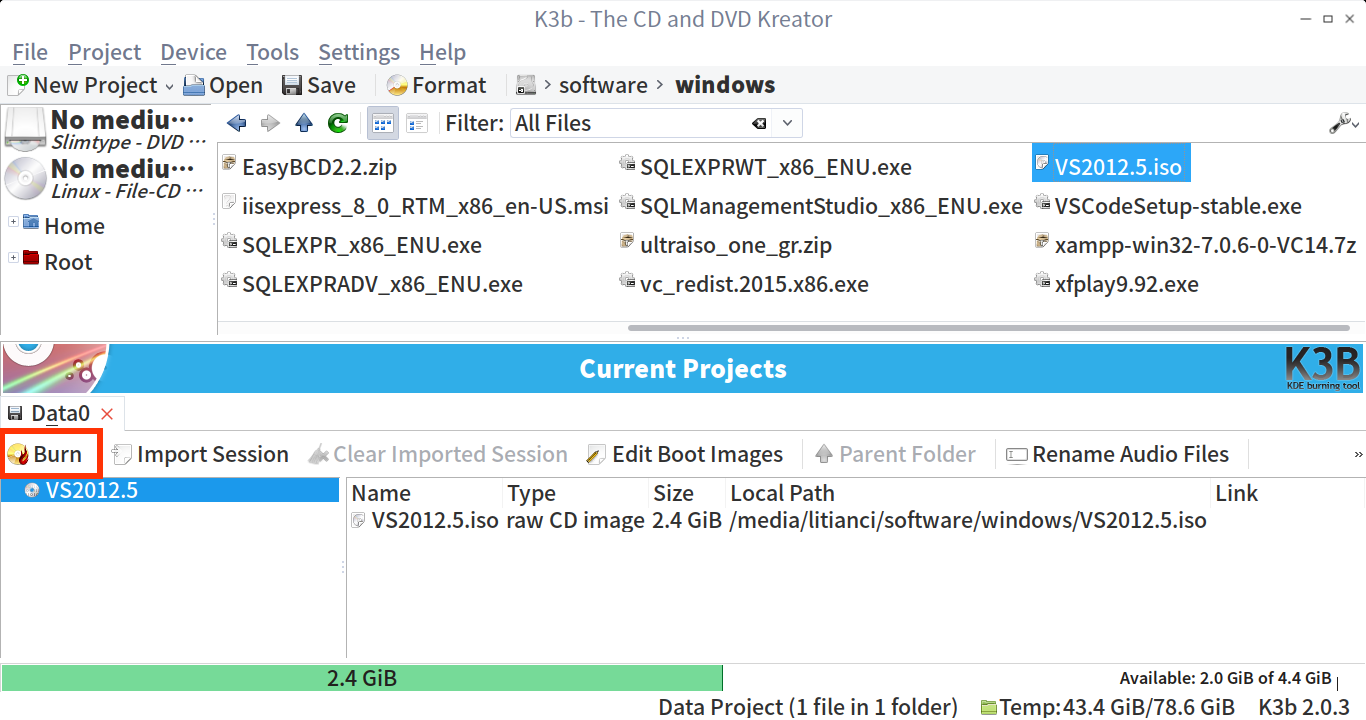 K3b - The CD and DVD Kreator
File Project Device Tools Settings Help
New Project Open Save Format software > windows
No mediu···
Slimtype - DVD ···
No mediu···
Linux - File-CD ···
Home
Root
Filter: All Files
EasyBCD2.2.zip SQLEXPRWT_x86_ENU.exe VS2012.5.iso
iisexpress_8_0_RTM_x86_en-US.msi SQLManagementStudio_x86_ENU.exe VSCodeSetup-stable.exe
SQLEXPR_x86_ENU.exe ultraiso_one_gr.zip xampp-win32-7.0.6-0-VC14.7z
SQLEXPRADV_x86_ENU.exe vc_redist.2015.x86.exe xfplay9.92.exe
Current Projects
K3B
KDE burning tool
Data0
Burn Import Session Clear Imported Session Edit Boot Images Parent Folder Rename Audio Files »
VS2012.5
Name Type Size Local Path Link
VS2012.5.iso raw CD image 2.4 GiB /media/litianci/software/windows/VS2012.5.iso
2.4 GiB Available: 2.0 GiB of 4.4 GiB
Data Project (1 file in 1 folder) Temp: 43.4 GiB/78.6 GiB K3b 2.0.3